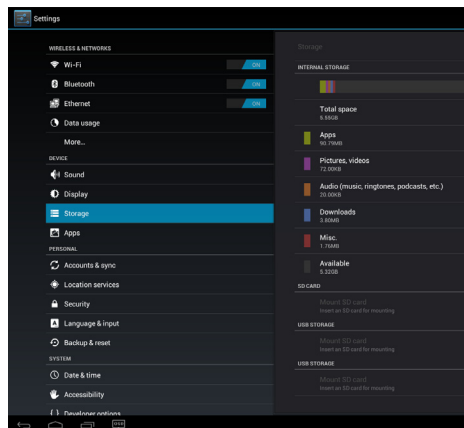 Settings
WIRELESS & NETWORKS
Wi-Fi ON
Bluetooth ON
Ethernet ON
Data usage
More...
DEVICE
Sound
Display
Storage
Apps
PERSONAL
Accounts & sync
Location services
Security
Language & input
Backup & reset
SYSTEM
Date & time
Accessibility
Developer options
USB
Storage
INTERNAL STORAGE
Total space
5.55GB
Apps
90.79MB
Pictures, videos
72.00KB
Audio (music, ringtones, podcasts, etc.)
20.00KB
Downloads
3.80MB
Misc.
1.70MB
Available
5.32GB
SD CARD
Mount SD card
Insert an SD card for mounting
USB STORAGE
Mount SD card
Insert an SD card for mounting
USB STORAGE
Mount SD card
Insert an SD card for mounting